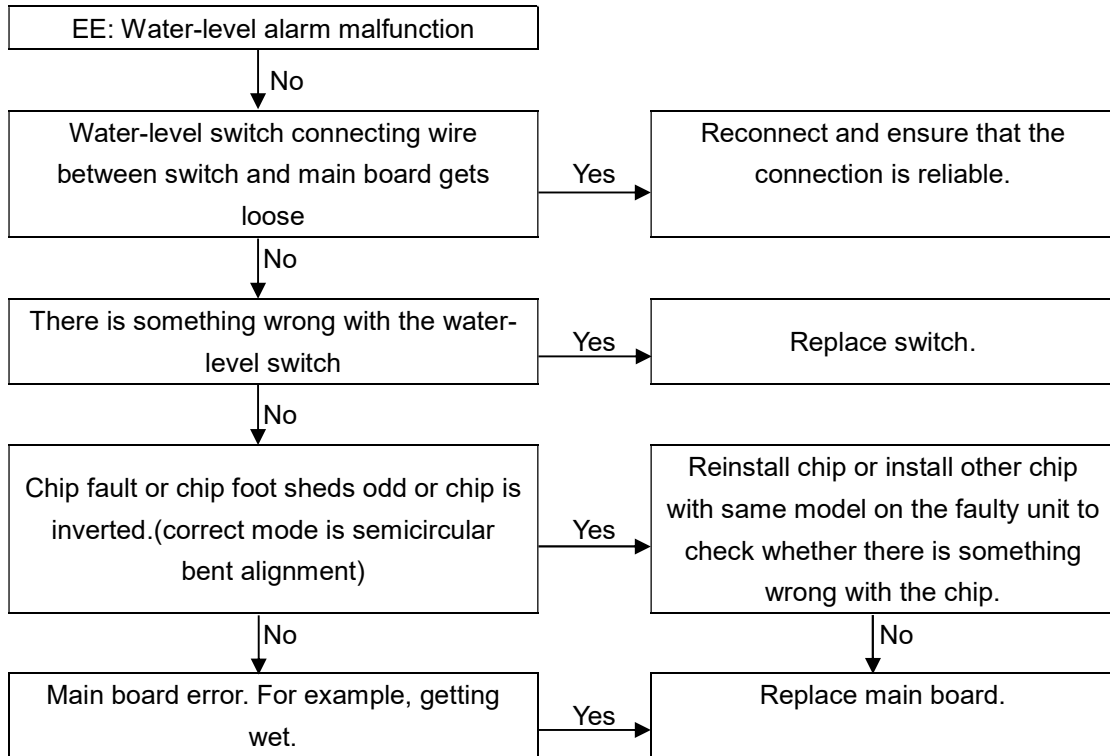 EE: Water-level alarm malfunction
No
Water-level switch connecting wire
between switch and main board gets
loose
Yes
Reconnect and ensure that the
connection is reliable.
No
There is something wrong with the water-
level switch
Yes
Replace switch.
No
Chip fault or chip foot sheds odd or chip is
inverted.(correct mode is semicircular
bent alignment)
Yes
Reinstall chip or install other chip
with same model on the faulty unit to
check whether there is something
wrong with the chip.
No
No
Main board error. For example, getting
wet.
Yes
Replace main board.